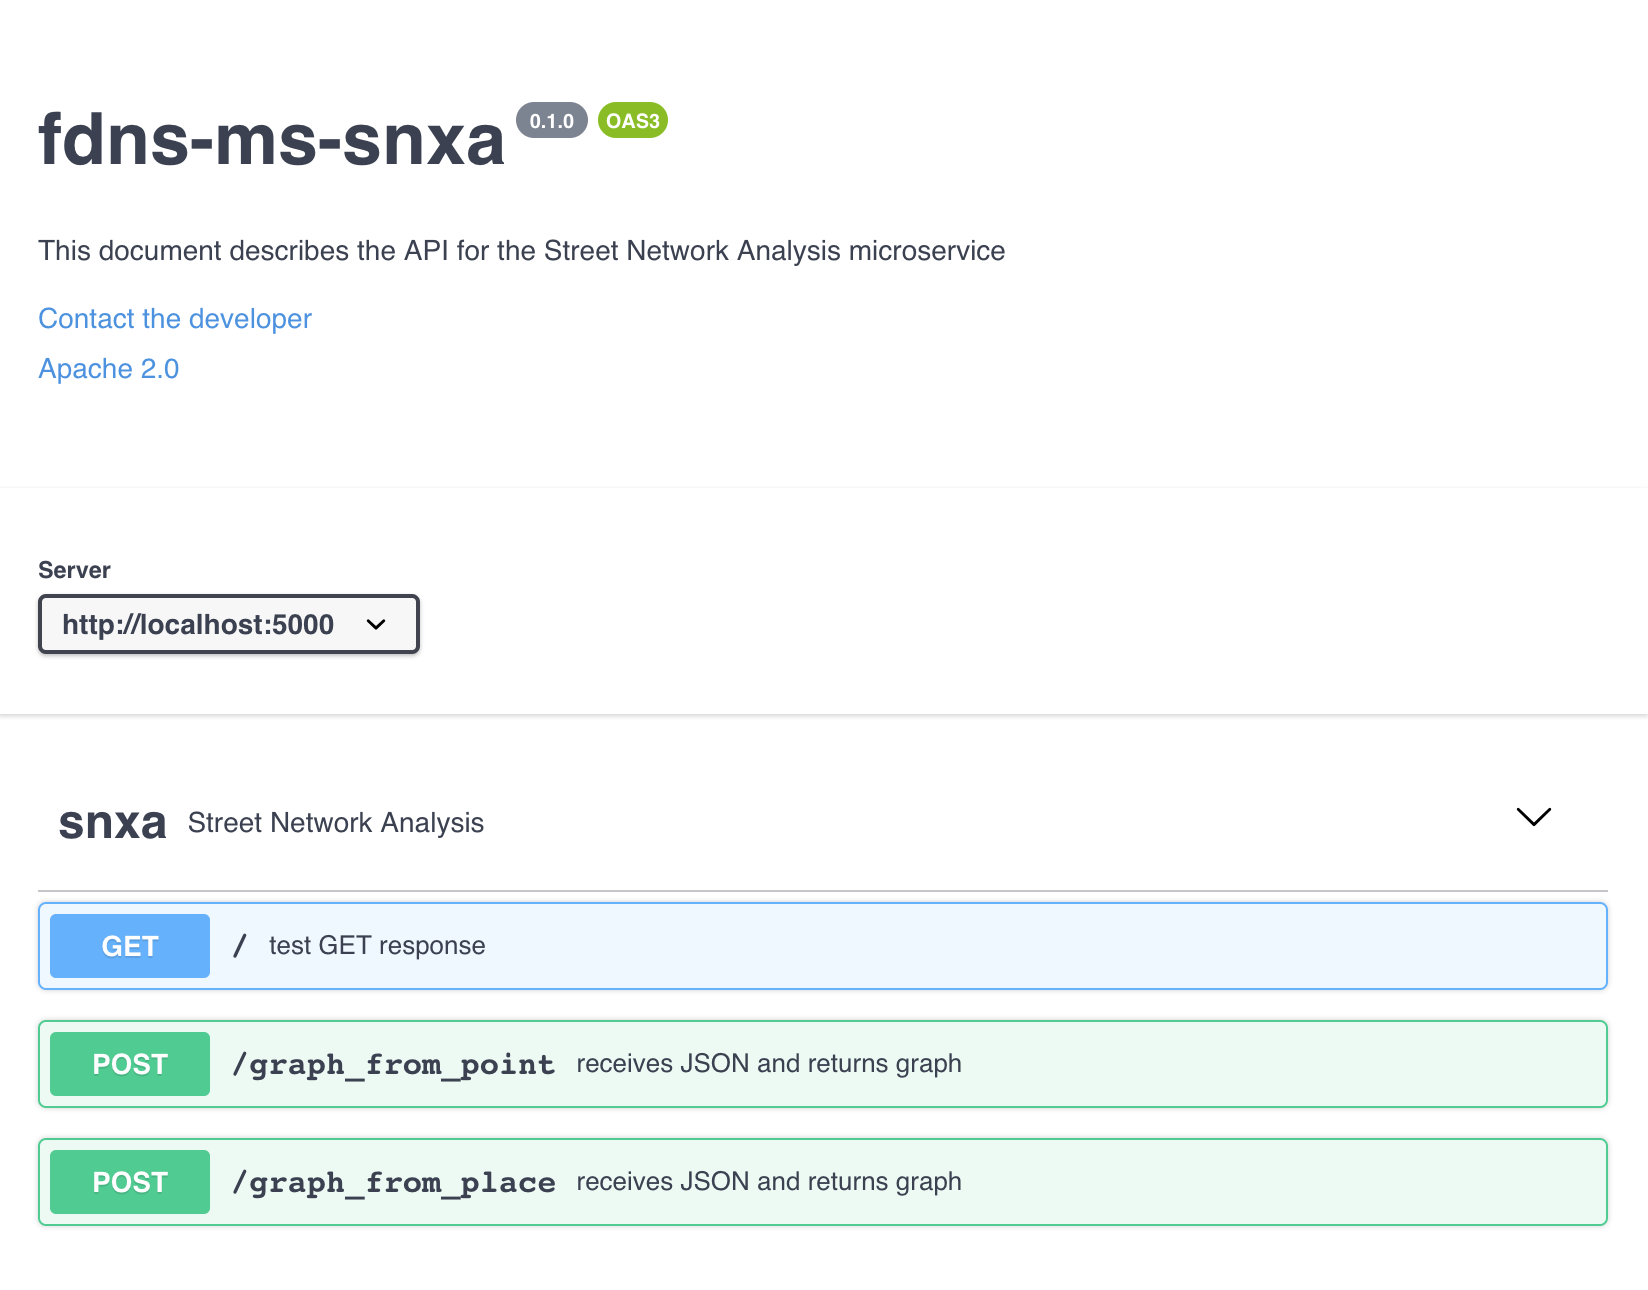 fdns-ms-snxa 0.1.0 OAS3
This document describes the API for the Street Network Analysis microservice
Contact the developer
Apache 2.0
Server
http://localhost:5000
snxa Street Network Analysis
GET / test GET response
POST /graph_from_point receives JSON and returns graph
POST /graph_from_place receives JSON and returns graph